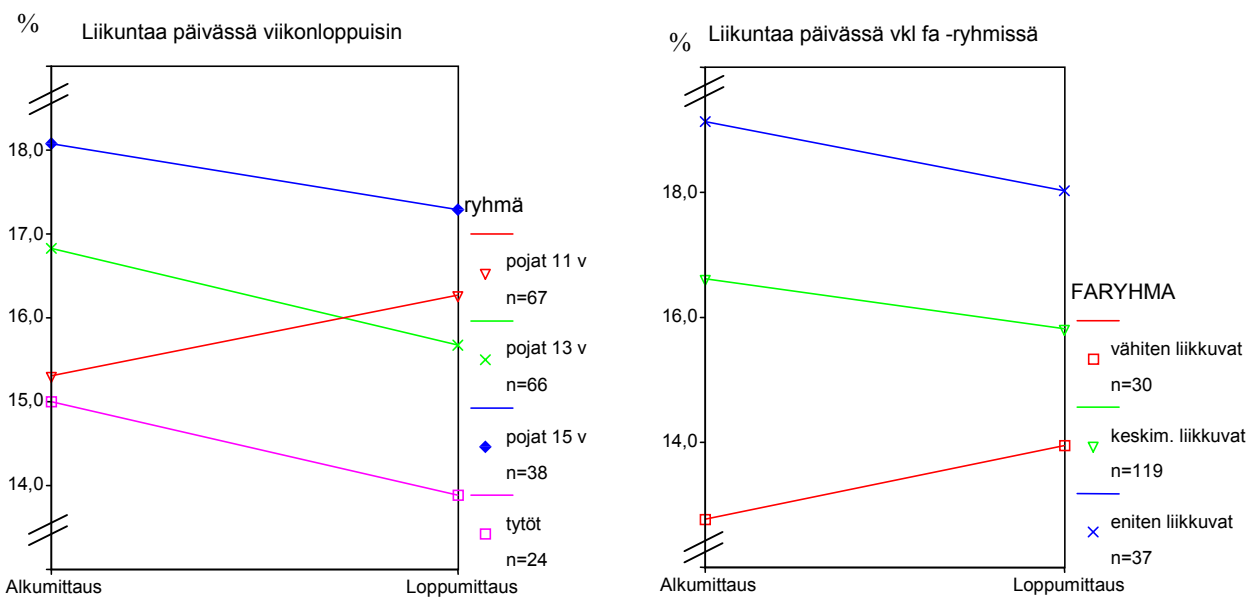 %
Liikuntaa päivässä viikonloppuisin
18,0
17,0
16,0
15,0
14,0
Alkumittaus
Loppumittaus
ryhmä
pojat 11 v
n=67
pojat 13 v
n=66
pojat 15 v
n=38
tytöt
n=24
%
Liikuntaa päivässä vkl fa -ryhmissä
18,0
16,0
14,0
Alkumittaus
Loppumittaus
FARYHMA
vähiten liikkuvat
n=30
keskim. liikkuvat
n=119
eniten liikkuvat
n=37